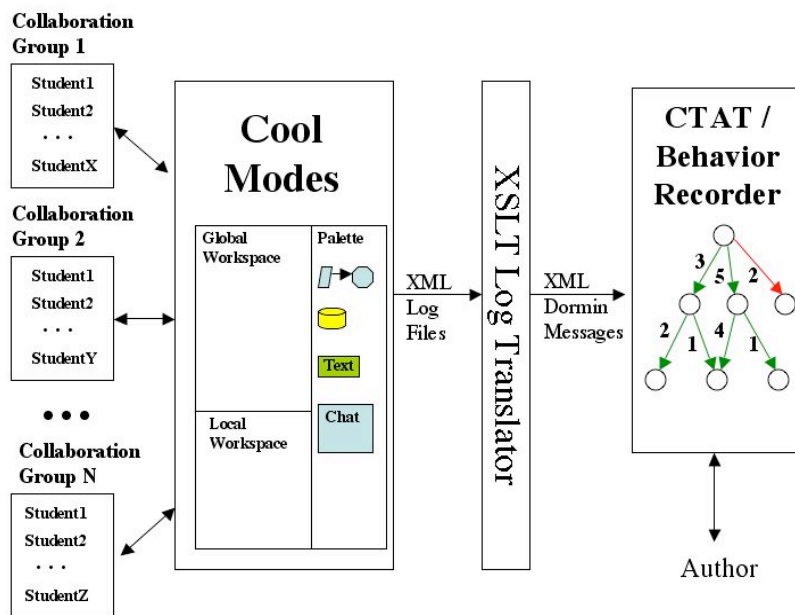 Collaboration
Group 1
Student1
Student2
. . .
StudentX
Collaboration
Group 2
Student1
Student2
. . .
StudentY
•••
Collaboration
Group N
Student1
Student2
. . .
StudentZ
Cool
Modes
Global
Workspace
Palette
Text
Chat
Local
Workspace
XML
Log
Files
XSLT Log Translator
XML
Dormin
Messages
CTAT /
Behavior
Recorder
3
5
2
2
1
4
1
Author